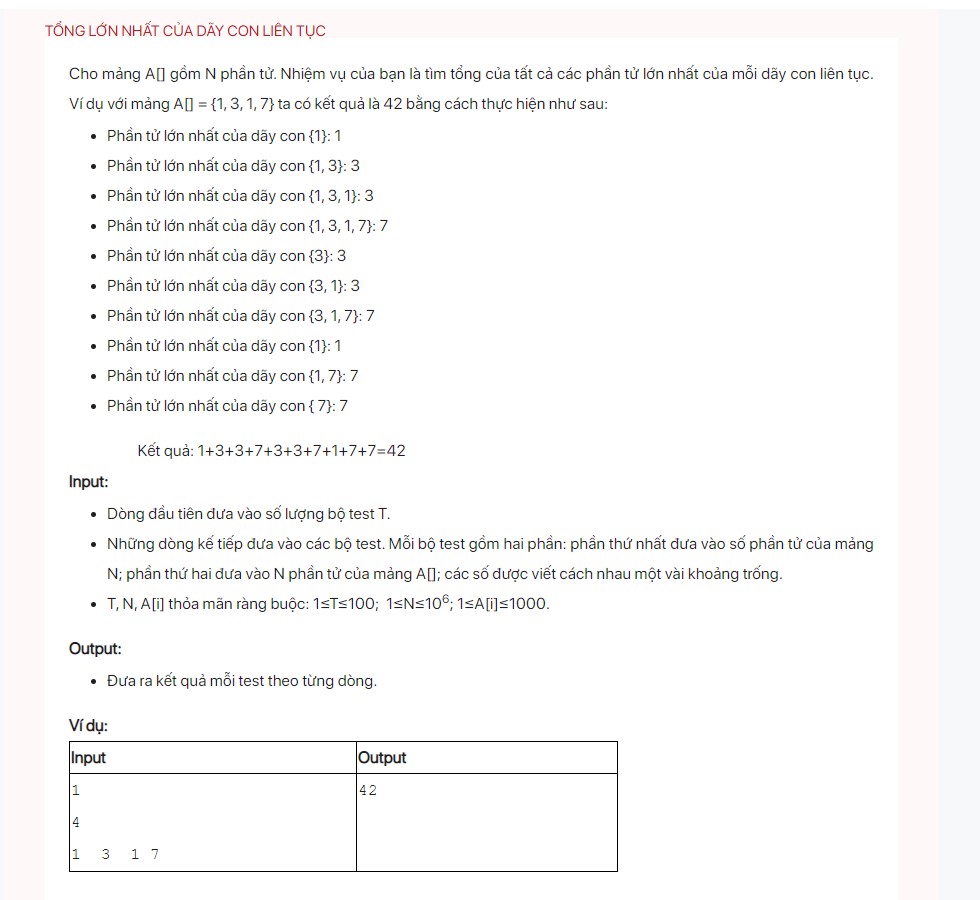 TỔNG LỚN NHẤT CỦA DÃY CON LIÊN TỤC
Cho mảng A[] gồm N phần tử. Nhiệm vụ của bạn là tìm tổng của tất cả các phần tử lớn nhất của mỗi dãy con liên tục.
Ví dụ với mảng A[] = {1, 3, 1, 7} ta có kết quả là 42 bằng cách thực hiện như sau:
• Phần tử lớn nhất của dãy con {1}: 1
• Phần tử lớn nhất của dãy con {1, 3}: 3
• Phần tử lớn nhất của dãy con {1, 3, 1}: 3
• Phần tử lớn nhất của dãy con {1, 3, 1, 7}: 7
• Phần tử lớn nhất của dãy con {3}: 3
• Phần tử lớn nhất của dãy con {3, 1}: 3
• Phần tử lớn nhất của dãy con {3, 1, 7}: 7
• Phần tử lớn nhất của dãy con {1}: 1
• Phần tử lớn nhất của dãy con {1, 7}: 7
• Phần tử lớn nhất của dãy con { 7}: 7
Kết quả: 1+3+3+7+3+3+7+1+7+7=42
Input:
• Dòng đầu tiên đưa vào số lượng bộ test T.
• Những dòng kế tiếp đưa vào các bộ test. Mỗi bộ test gồm hai phần: phần thứ nhất đưa vào số phần tử của mảng
N; phần thứ hai đưa vào N phần tử của mảng A[]; các số được viết cách nhau một vài khoảng trống.
• T, N, A[i] thỏa mãn ràng buộc: 1≤T≤100; 1≤N≤10⁶; 1≤A[i]≤1000.
Output:
• Đưa ra kết quả mỗi test theo từng dòng.
Ví dụ:
Input Output
1 42
4
1 3 1 7